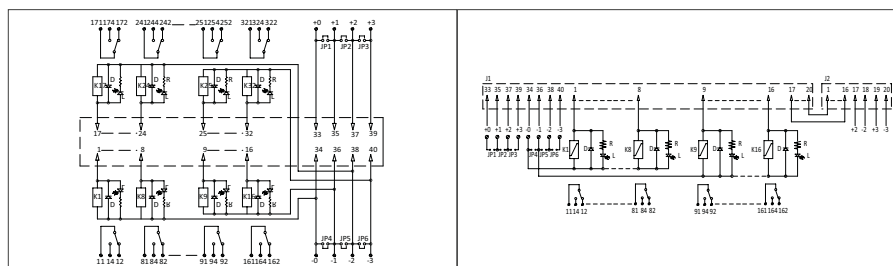 171174172 241244242 251254252 321324322 +0 +1 +2 +3
JP1 JP2 JP3
K17 D R L K24 D R L K25 D R L K32 D R L
17 24 25 32 33 35 37 39
1 8 9 16 34 36 38 40
K1 D R L K8 D R L K9 D R L K16 D R L
JP4 JP5 JP6
11 14 12 81 84 82 91 94 92 161164162 -0 -1 -2 -3
J1 J2
33 35 37 39 34 36 38 40 1 8 9 16 17 20 1 16 17 18 19 20
+0 +1 +2 +3 -0 -1 -2 -3 +2 -2 +3 -3
JP1 JP2 JP3 JP4 JP5 JP6 K1 D R L K8 D R L K9 D R L K16 D R L
1114 12 81 84 82 91 94 92 161 164 162